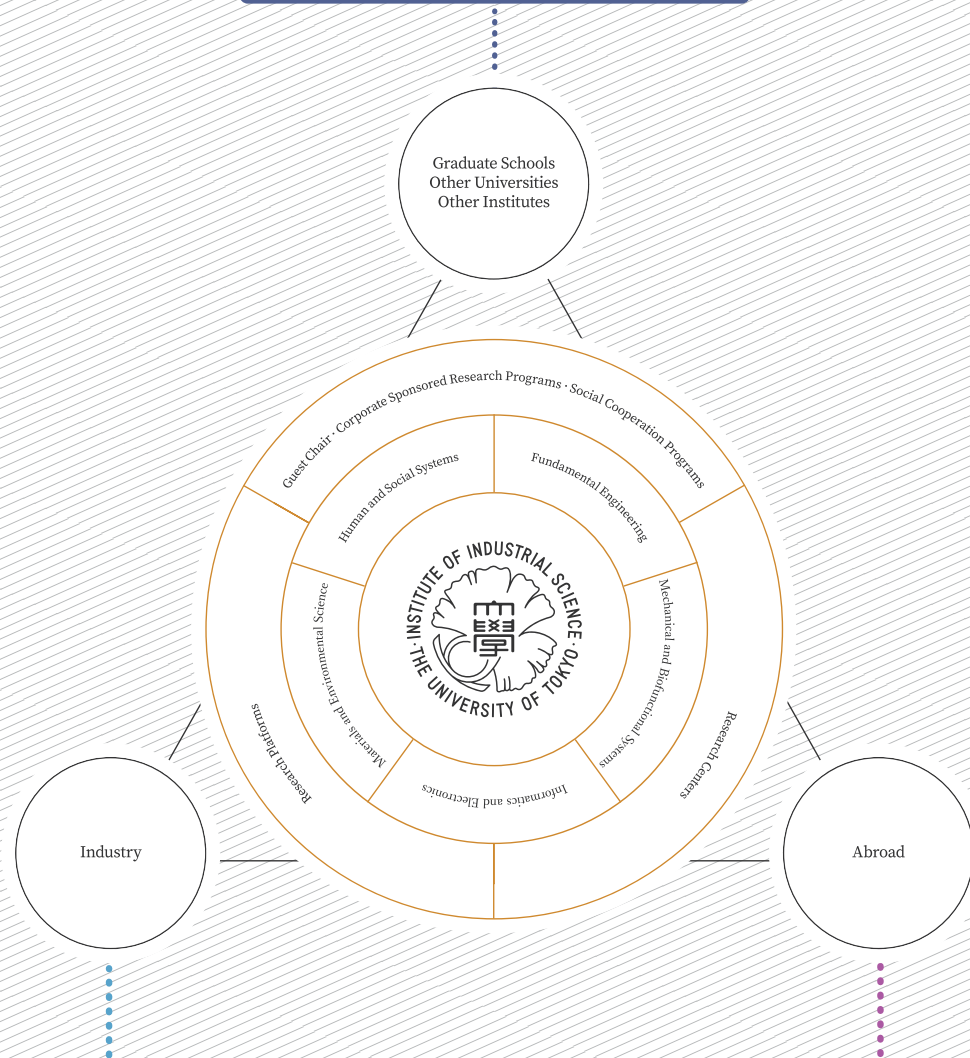 Graduate Schools
Other Universities
Other Institutes
Guest Chair · Corporate Sponsored Research Programs · Social Cooperation Programs
Human and Social Systems
Fundamental Engineering
Materials and Environmental Science
Mechanical and Biofunctional Systems
Informatics and Electronics
· INSTITUTE OF INDUSTRIAL SCIENCE ·
THE UNIVERSITY OF TOKYO
大學
Research Platforms
Research Centers
Industry
Abroad